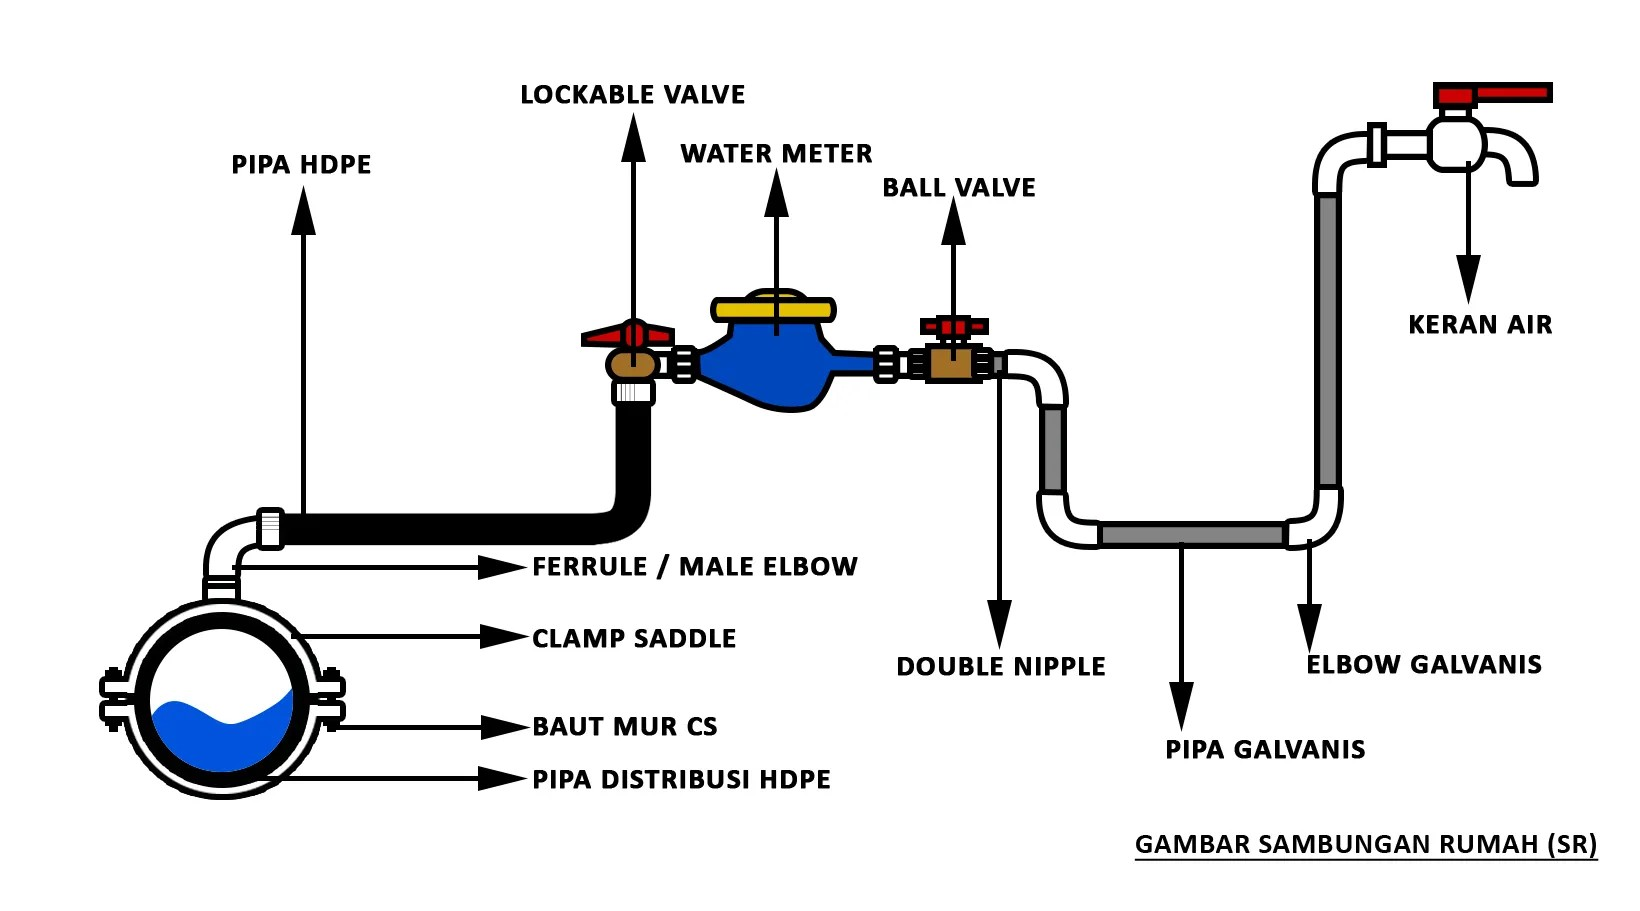 LOCKABLE VALVE
WATER METER
PIPA HDPE
BALL VALVE
KERAN AIR
FERRULE / MALE ELBOW
CLAMP SADDLE
DOUBLE NIPPLE
ELBOW GALVANIS
BAUT MUR CS
PIPA GALVANIS
PIPA DISTRIBUSI HDPE
GAMBAR SAMBUNGAN RUMAH (SR)